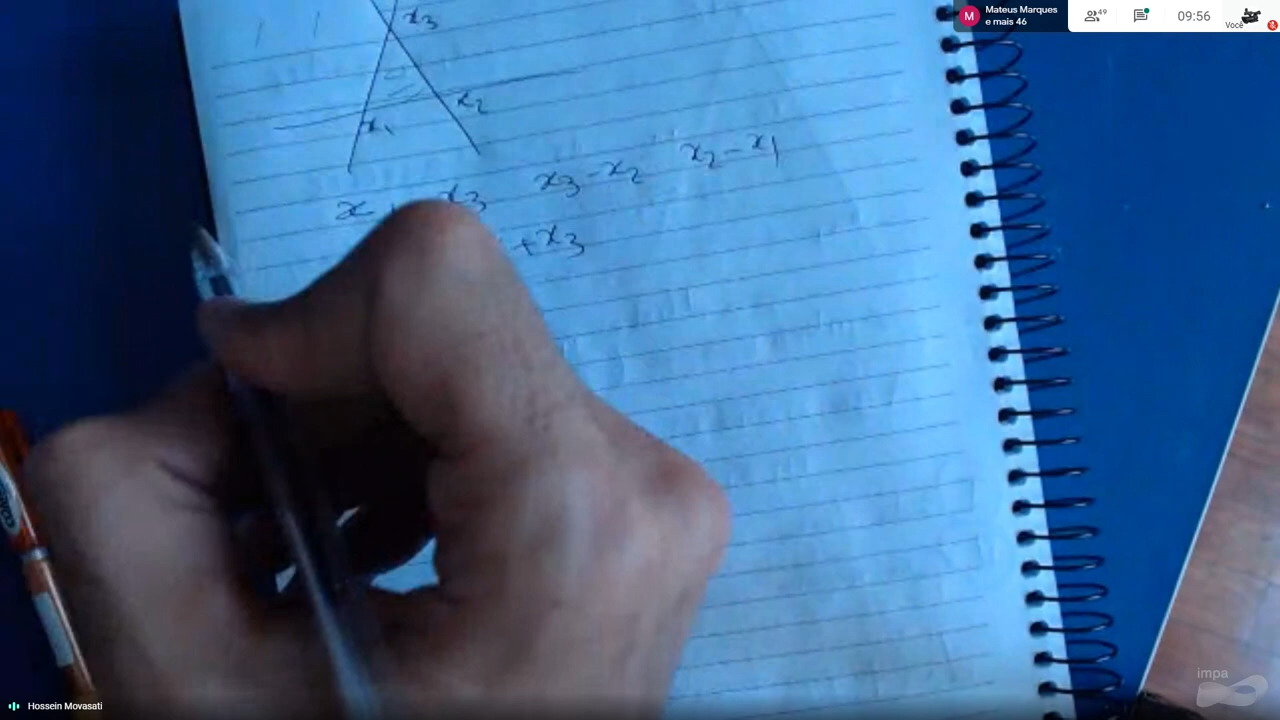 Mateus Marques
e mais 46
49
09:56
Você
x3
x2
x1
x x3 x3-x2 x2-x1
+x3
impa
Hossein Movasati